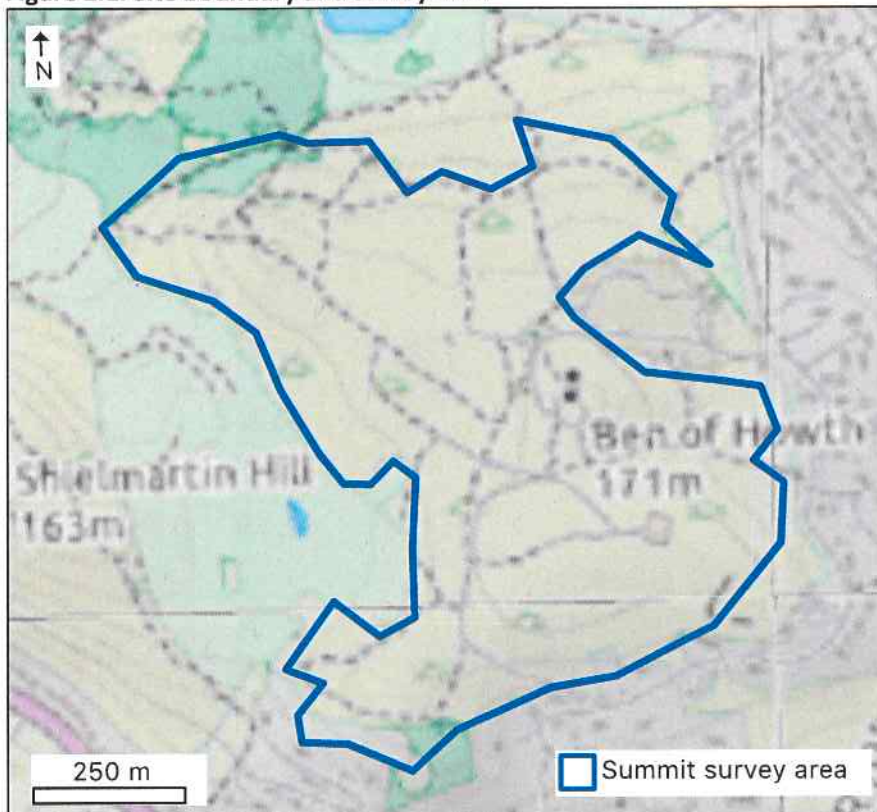 N
Ben of Howth
171m
Shielmartin Hill
163m
250 m
Summit survey area